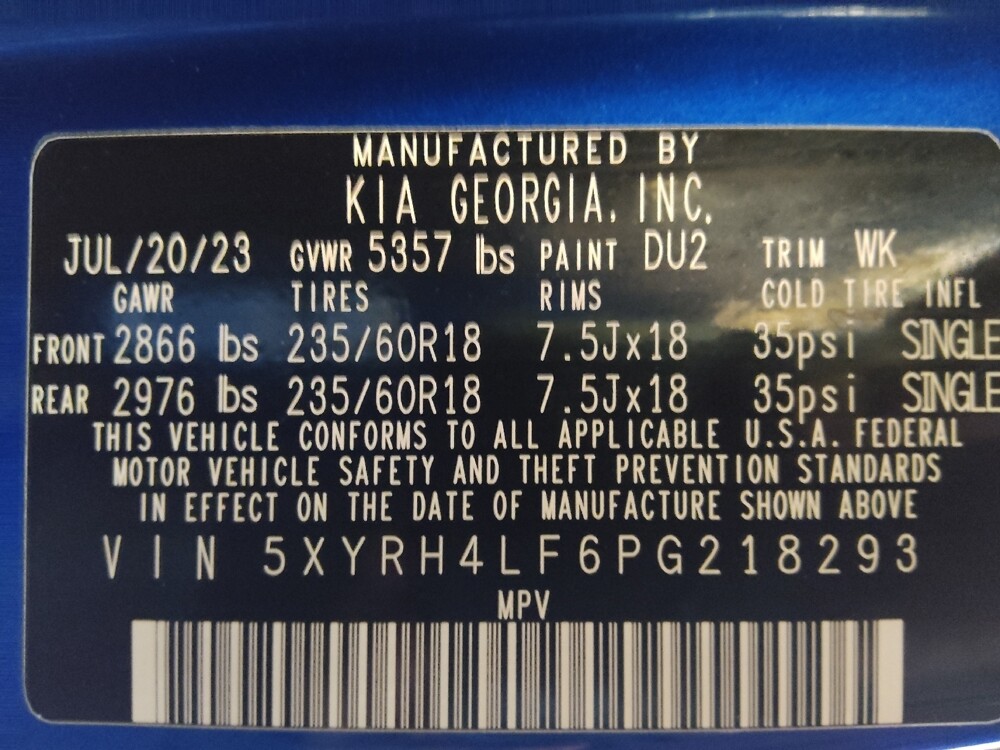 MANUFACTURED BY
KIA GEORGIA, INC.
JUL/20/23 GVWR 5357 lbs PAINT DU2 TRIM WK
GAWR TIRES RIMS COLD TIRE INFL
FRONT 2866 lbs 235/60R18 7.5Jx18 35psi SINGLE
REAR 2976 lbs 235/60R18 7.5Jx18 35psi SINGLE
THIS VEHICLE CONFORMS TO ALL APPLICABLE U.S.A. FEDERAL
MOTOR VEHICLE SAFETY AND THEFT PREVENTION STANDARDS
IN EFFECT ON THE DATE OF MANUFACTURE SHOWN ABOVE
VIN 5XYRH4LF6PG218293
MPV